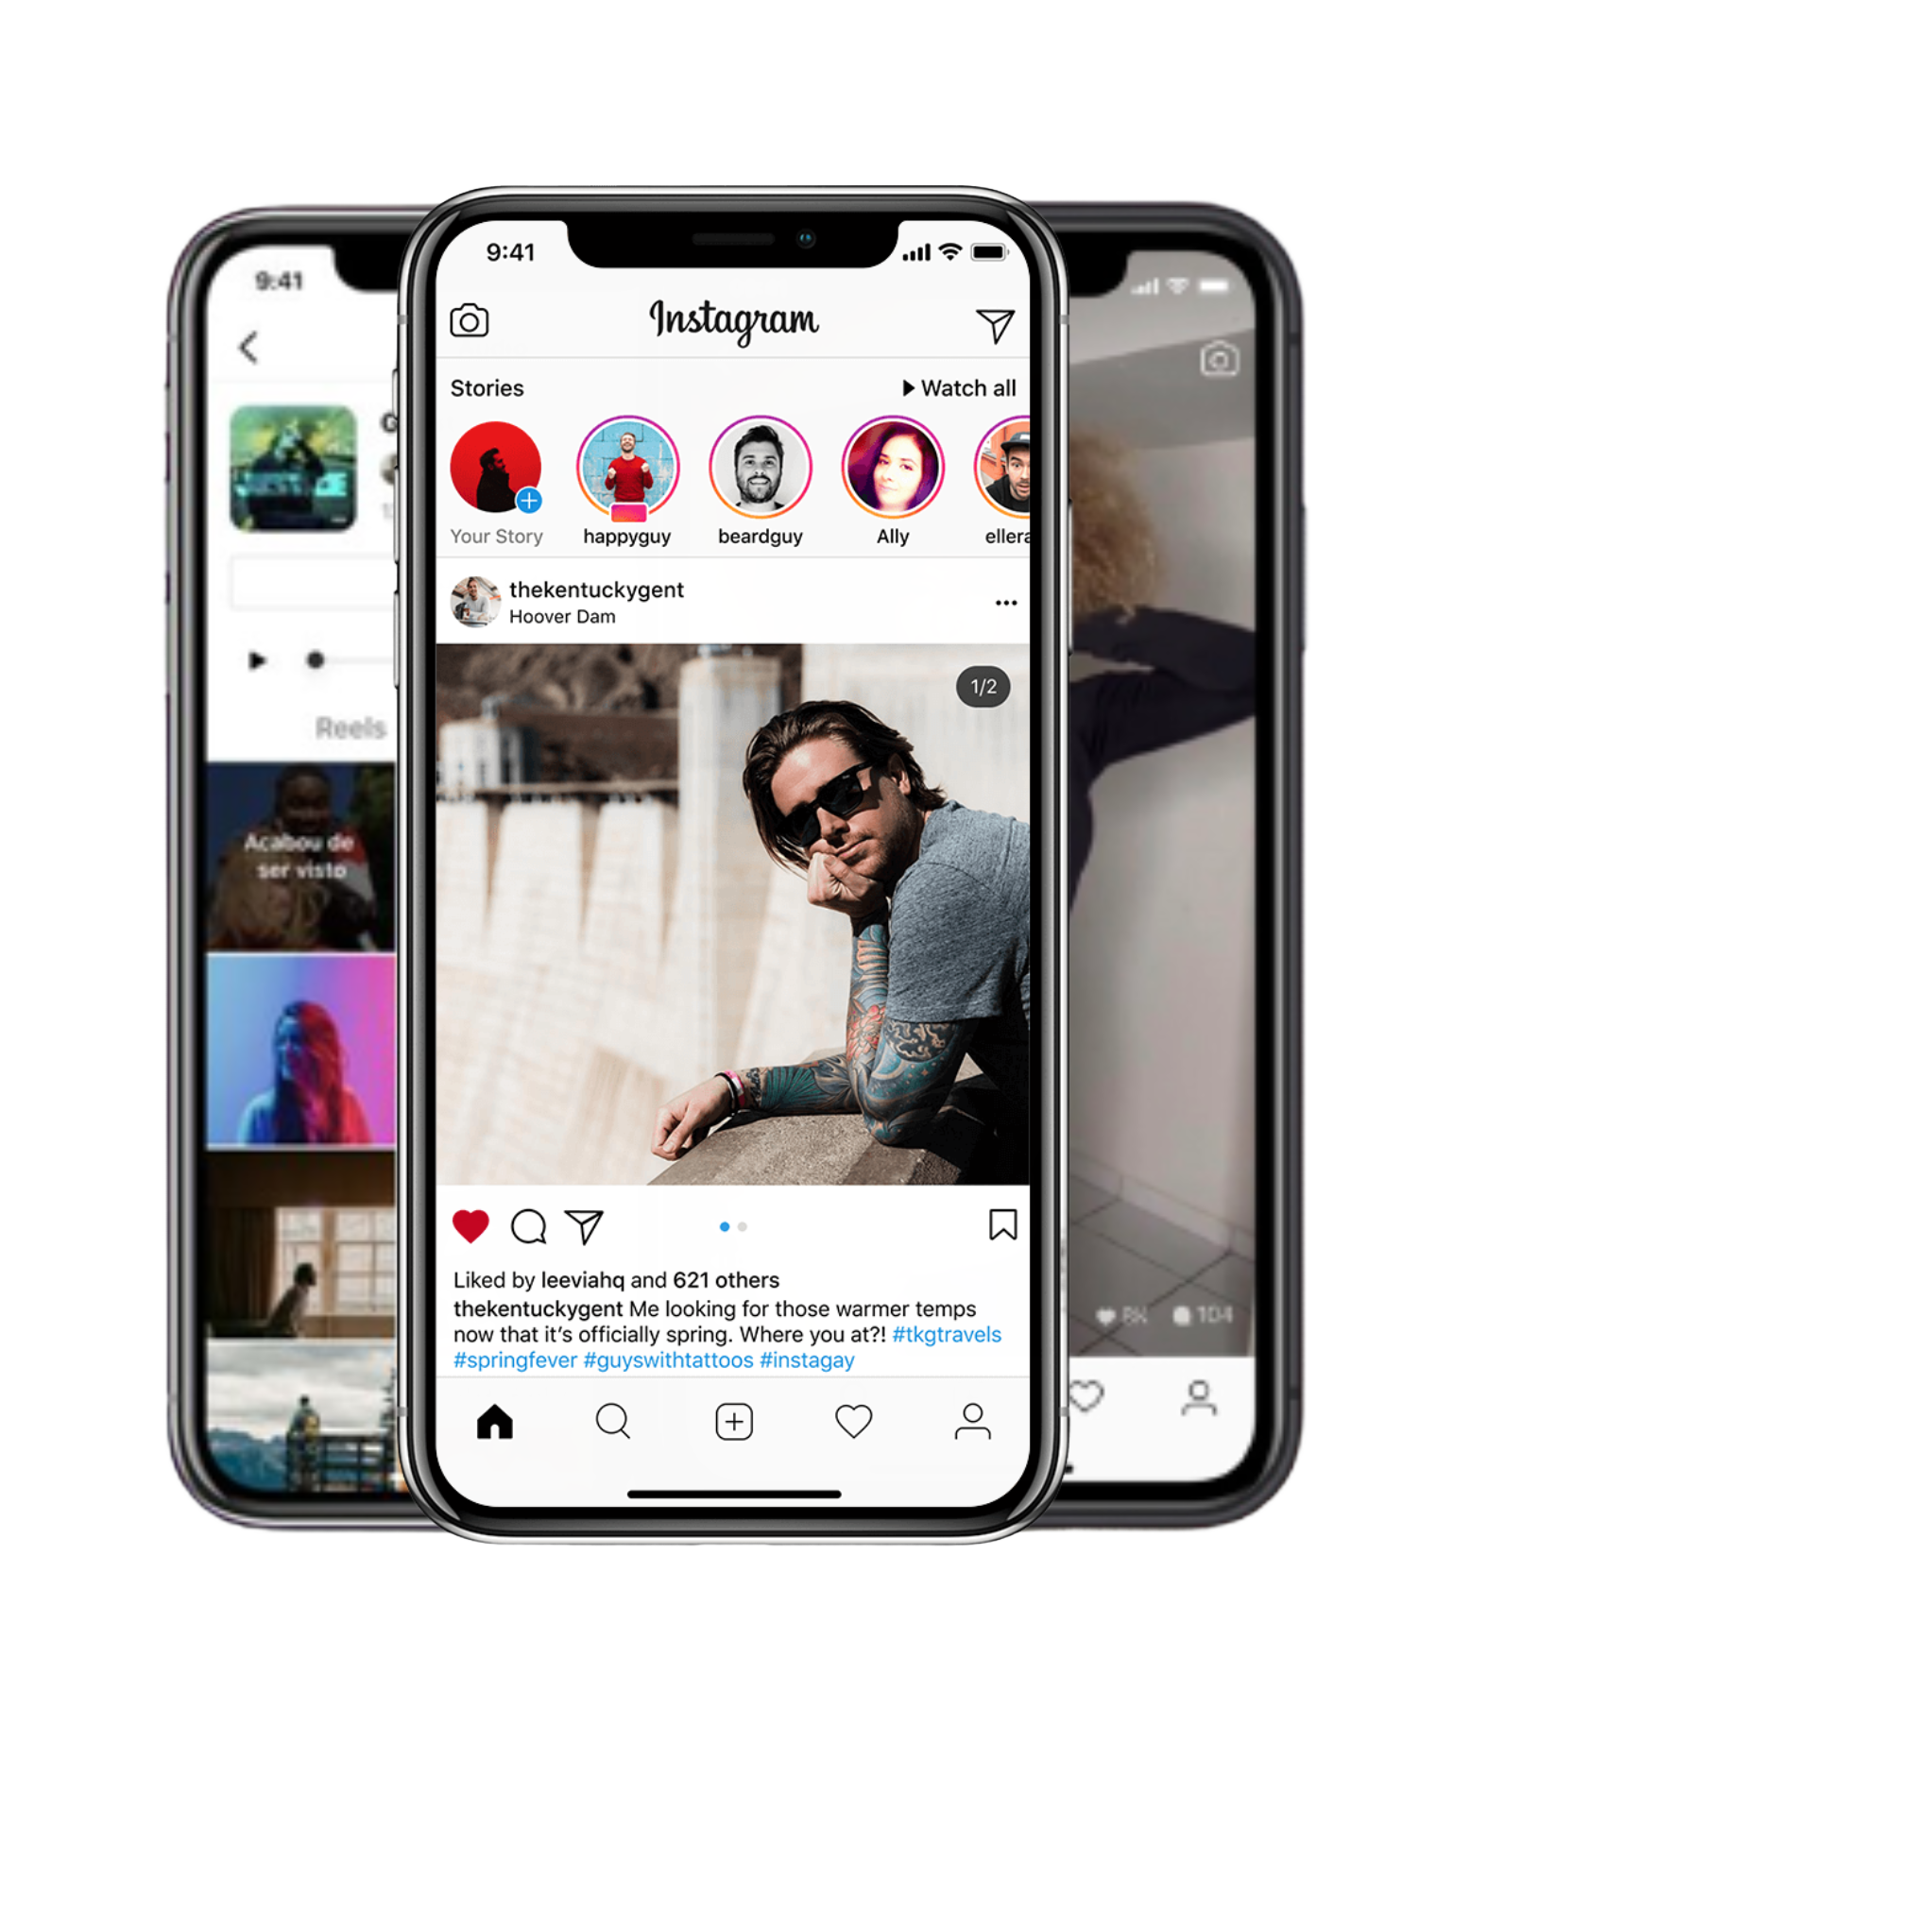 9:41
Reels
Acabou de
ser visto
9:41
Instagram
Stories
Watch all
Your Story
happyguy
beardguy
Ally
ellera
thekentuckygent
Hoover Dam
1/2
Liked by leeviahq and 621 others
thekentuckygent Me looking for those warmer temps
now that it’s officially spring. Where you at?! #tkgtravels
#springfever #guyswithtattoos #instagay
8K 104